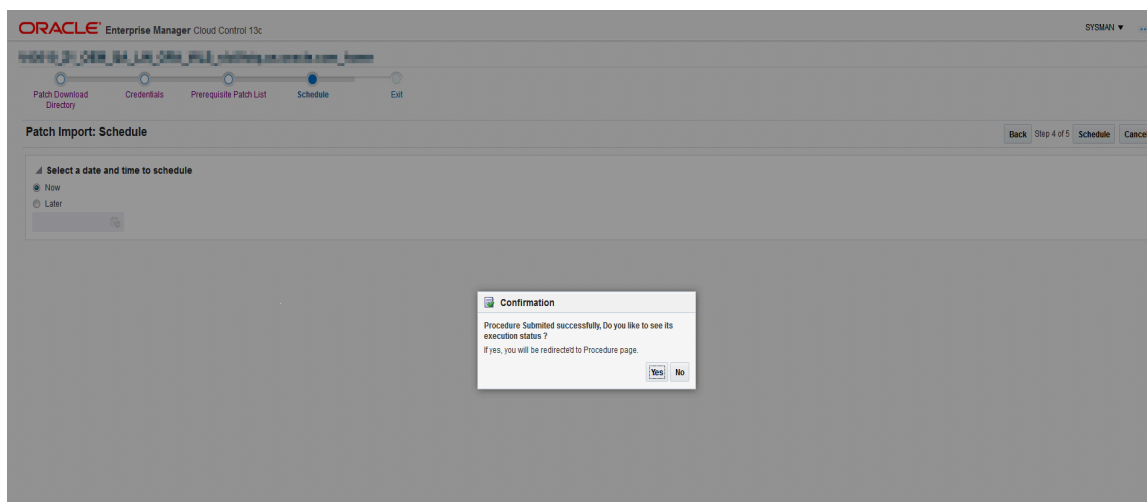 ORACLE Enterprise Manager Cloud Control 13c
SYSMAN
Patch Download
Directory
Credentials
Prerequisite Patch List
Schedule
Exit
Patch Import: Schedule
Back Step 4 of 5 Schedule Cancel
Select a date and time to schedule
Now
Later
Confirmation
Procedure Submited successfully, Do you like to see its
execution status ?
If yes, you will be redirected to Procedure page.
Yes No